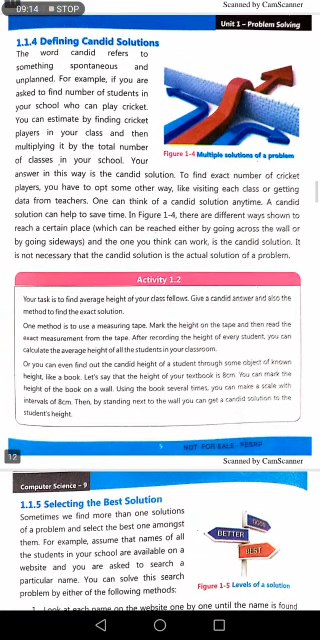 09:14
STOP
Scanned by CamScanner
Unit 1 - Problem Solving
1.1.4 Defining Candid Solutions
The word candid refers to
something spontaneous and
unplanned. For example, if you are
asked to find number of students in
your school who can play cricket.
You can estimate by finding cricket
players in your class and then
multiplying it by the total number
of classes in your school. Your
Figure 1-4 Multiple solutions of a problem
answer in this way is the candid solution. To find exact number of cricket
players, you have to opt some other way, like visiting each class or getting
data from teachers. One can think of a candid solution anytime. A candid
solution can help to save time. In Figure 1-4, there are different ways shown to
reach a certain place (which can be reached either by going across the wall or
by going sideways) and the one you think can work, is the candid solution. It
is not necessary that the candid solution is the actual solution of a problem.
Activity 1.2
Your task is to find average height of your class fellows. Give a candid answer and also the
method to find the exact solution.
One method is to use a measuring tape. Mark the height on the tape and then read the
exact measurement from the tape. After recording the height of every student, you can
calculate the average height of all the students in your classroom.
Or you can even find out the candid height of a student through some object of known
height, like a book. Let's say that the height of your textbook is 8cm. You can mark the
height of the book on a wall. Using the book several times, you can make a scale with
intervals of 8cm. Then, by standing next to the wall you can get a candid solution to the
student's height.
12
NOT FOR SALE - PESRP
Scanned by CamScanner
Computer Science - 9
1.1.5 Selecting the Best Solution
Sometimes we find more than one solutions
of a problem and select the best one amongst
them. For example, assume that names of all
the students in your school are available on a
website and you are asked to search a
particular name. You can solve this search
problem by either of the following methods:
GOOD
BETTER
BEST
Figure 1-5 Levels of a solution
1. Look at each name on the website one by one until the name is found